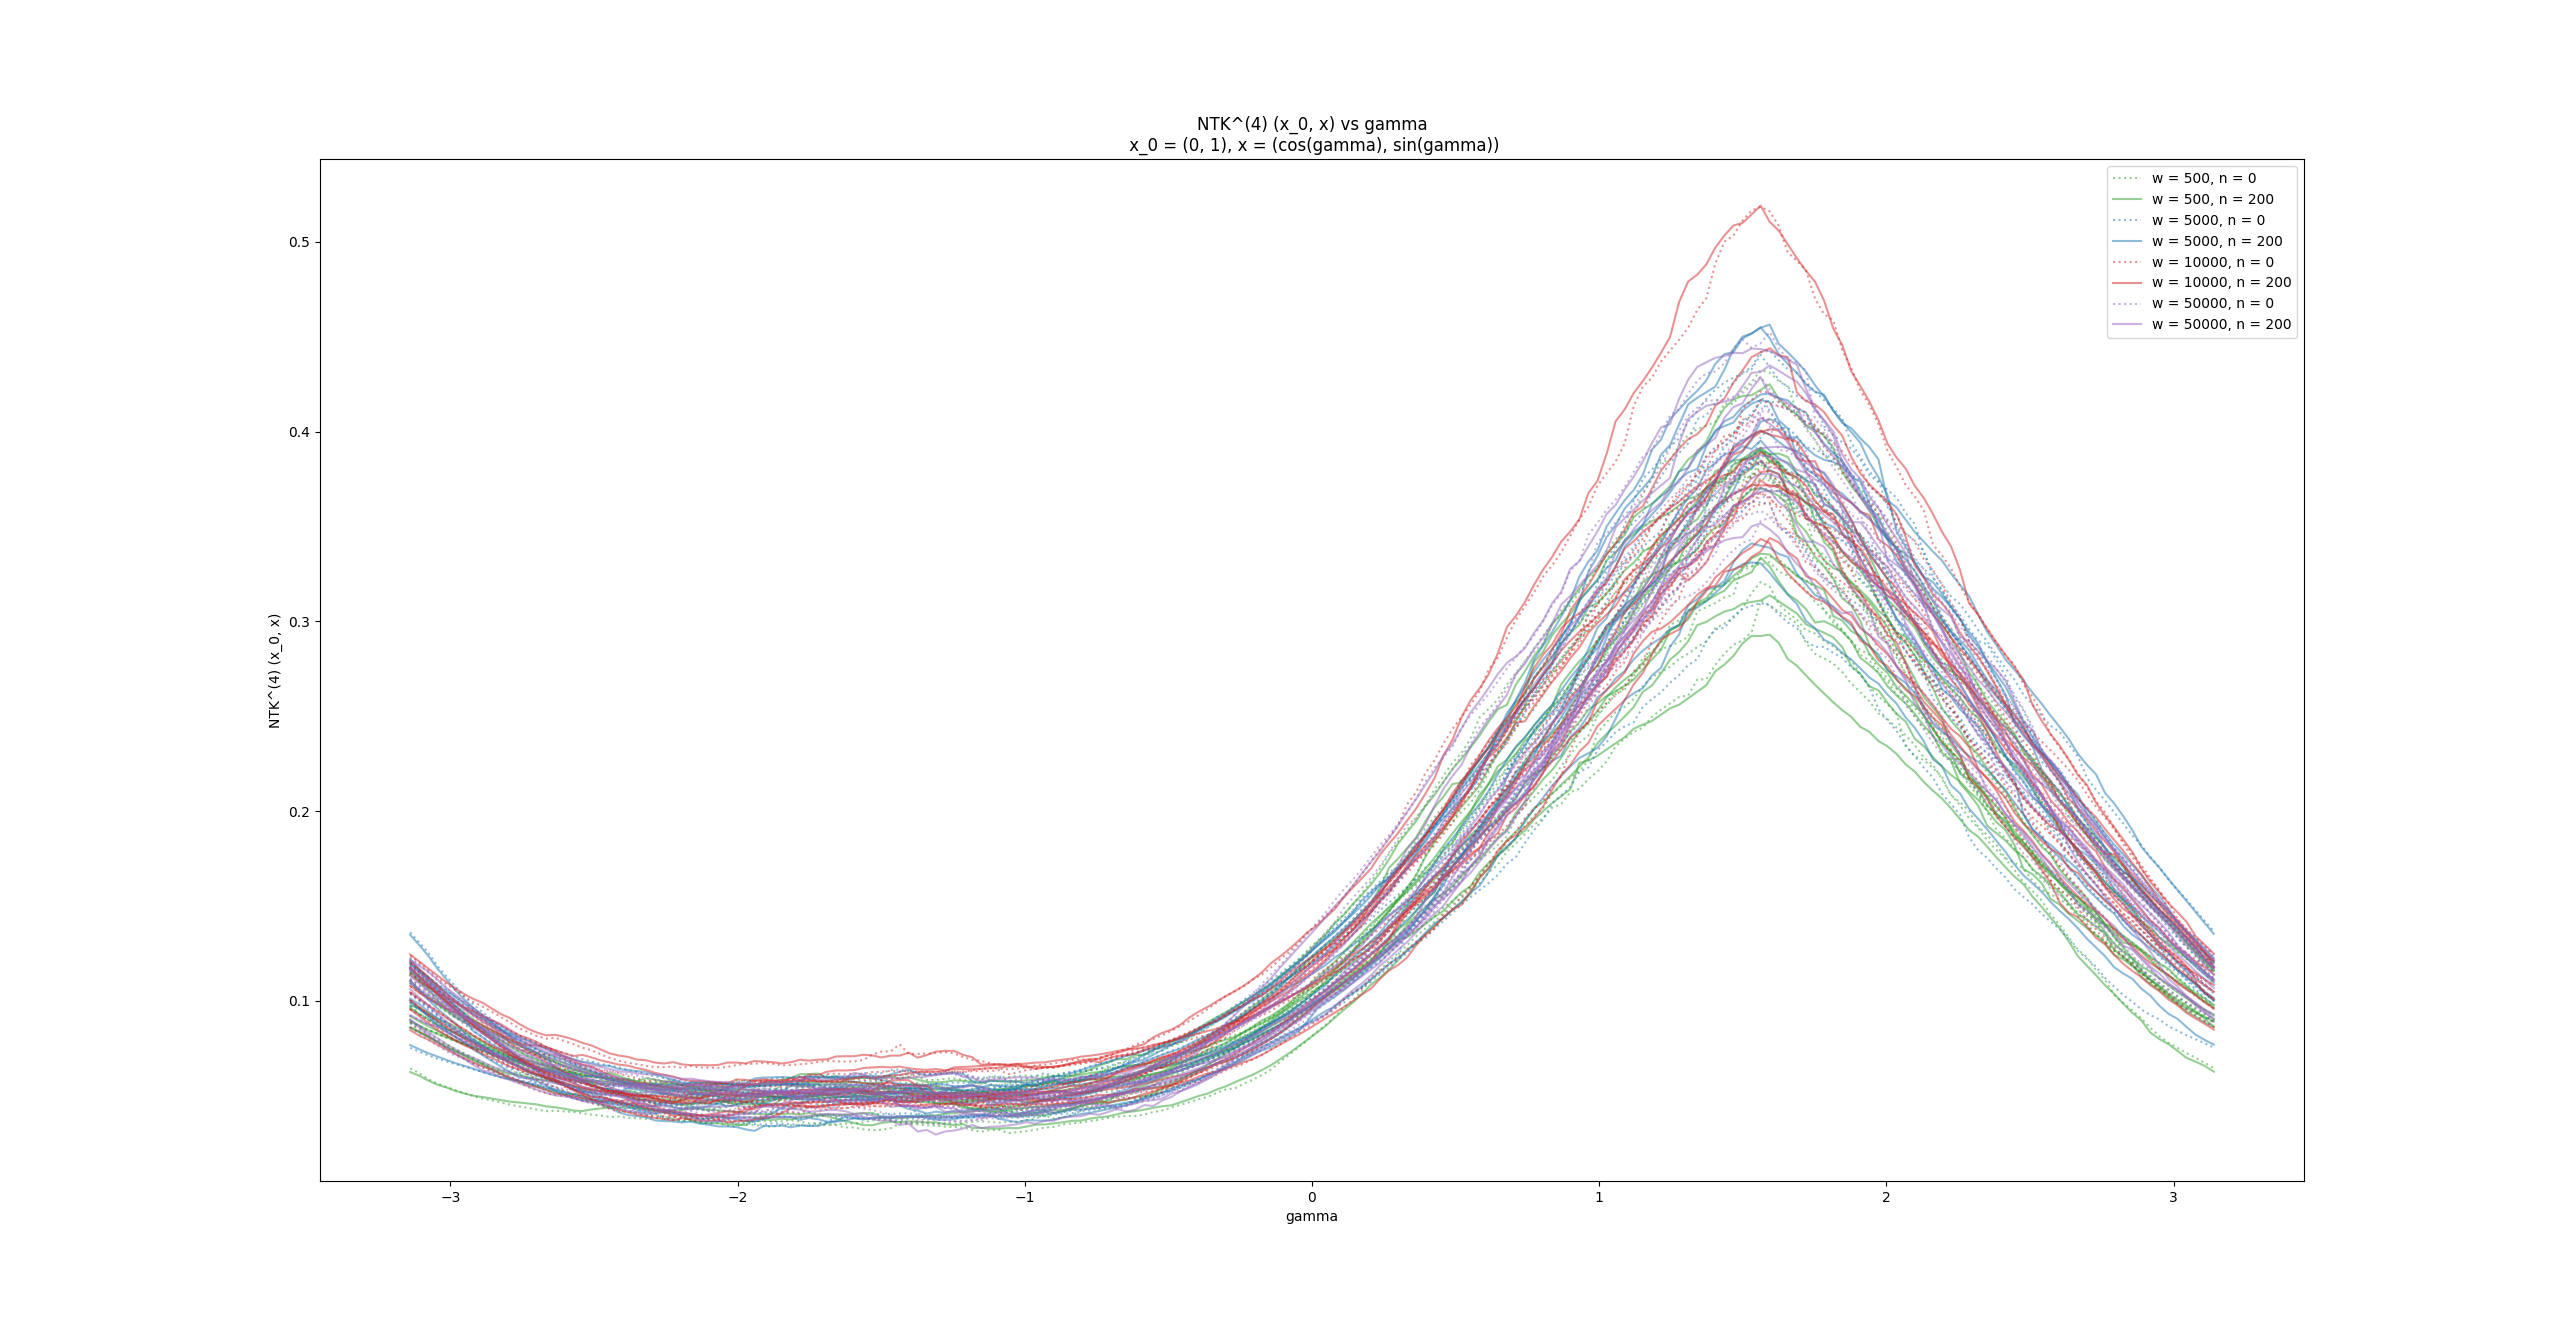 NTK^(4) (x_0, x) vs gamma
x_0 = (0, 1), x = (cos(gamma), sin(gamma))
w = 500, n = 0
w = 500, n = 200
w = 5000, n = 0
w = 5000, n = 200
w = 10000, n = 0
w = 10000, n = 200
w = 50000, n = 0
w = 50000, n = 200
0.5
0.4
0.3
0.2
0.1
NTK^(4) (x_0, x)
−3
−2
−1
0
1
2
3
gamma